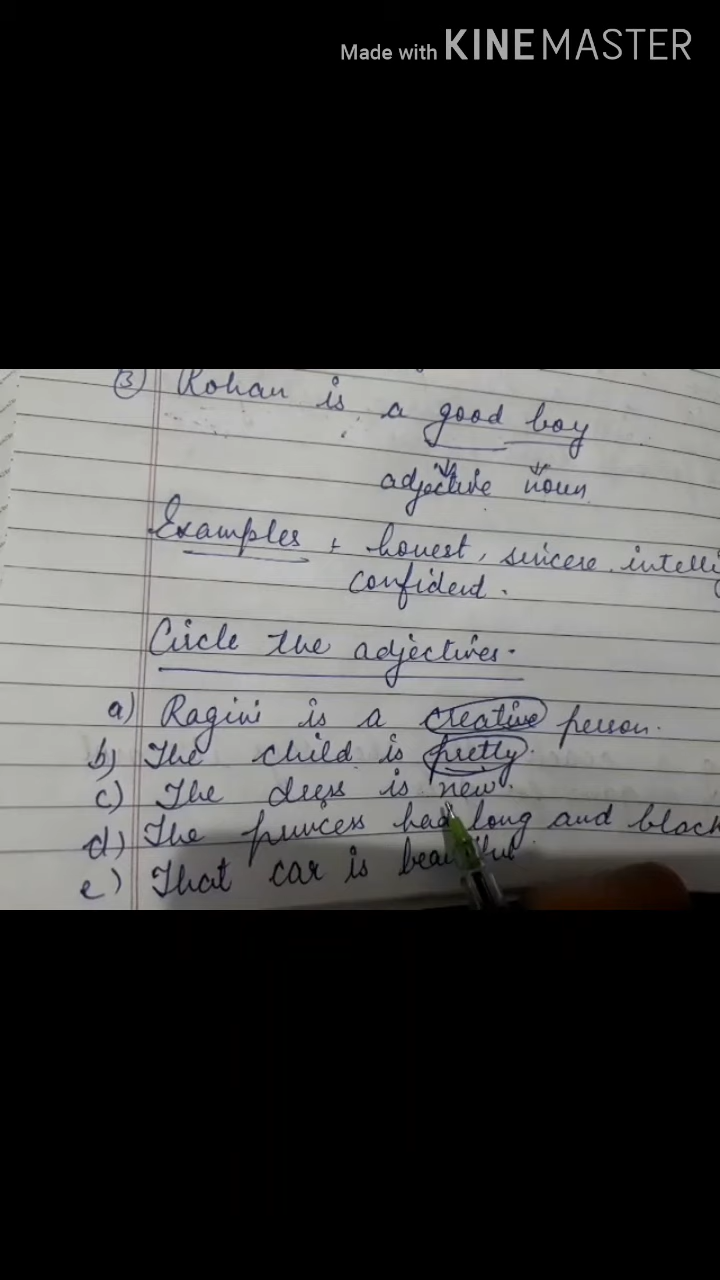 Made with KINEMASTER
③ Rohan is a good boy
adjective noun
Examples + honest, sincere, intelli
confident.
Circle the adjectives.
a) Ragini is a creative person.
b) The child is pretty.
c) The dress is new.
d) The princess had long and black
e) That car is beautiful